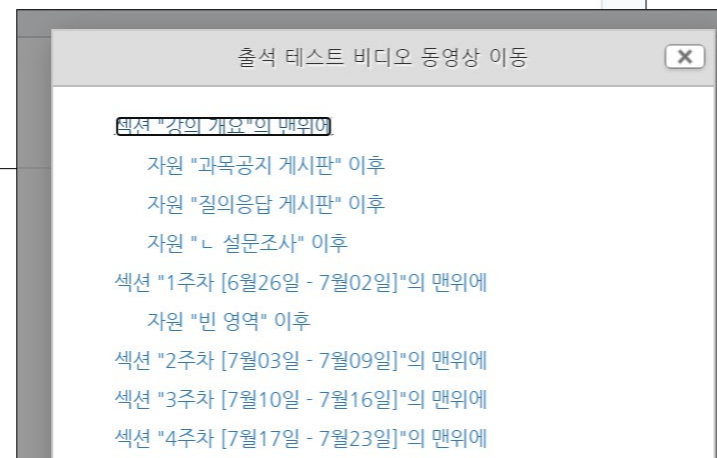 출석 테스트 비디오 동영상 이동
섹션 "강의 개요"의 맨위에
자원 "과목공지 게시판" 이후
자원 "질의응답 게시판" 이후
자원 "ㄴ 설문조사" 이후
섹션 "1주차 [6월26일 - 7월02일]"의 맨위에
자원 "빈 영역" 이후
섹션 "2주차 [7월03일 - 7월09일]"의 맨위에
섹션 "3주차 [7월10일 - 7월16일]"의 맨위에
섹션 "4주차 [7월17일 - 7월23일]"의 맨위에